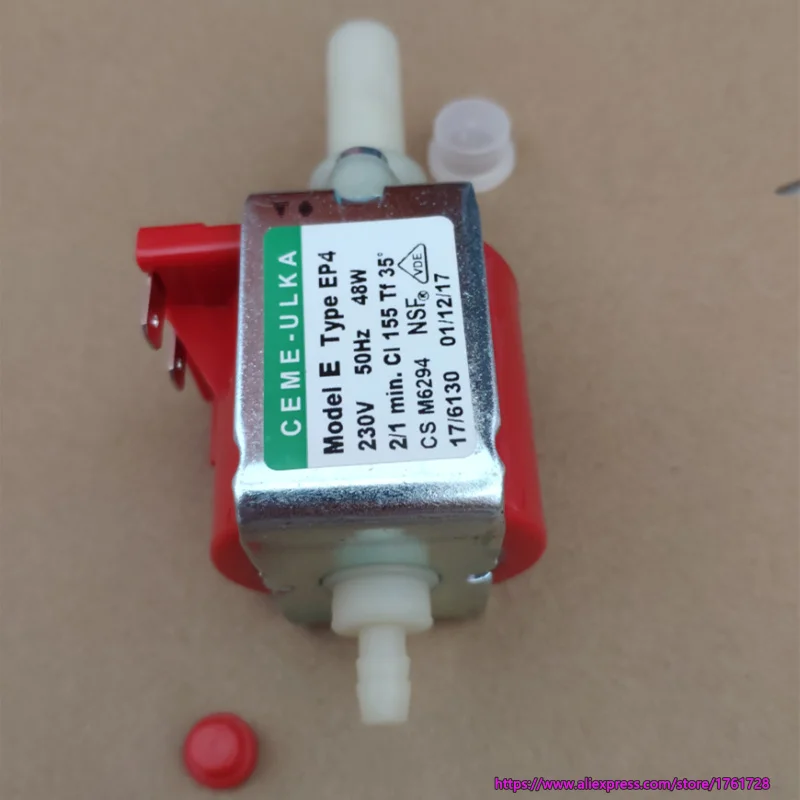 CEME-ULKA
Model E Type EP4
230V 50Hz 48W
2/1 min. Cl 155 Tf 35°
CS M6294 NSF®
17/6130 01/12/17
VDE
https://www.aliexpress.com/store/1761728